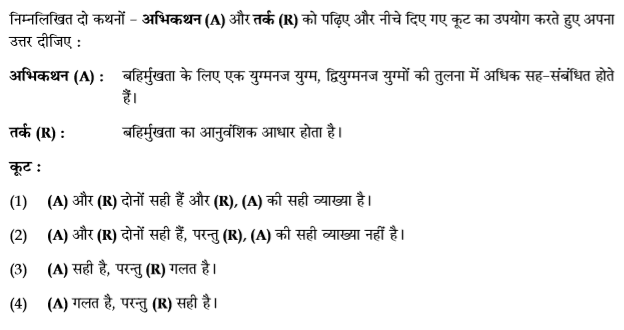 निम्नलिखित दो कथनों – अभिकथन (A) और तर्क (R) को पढ़िए और नीचे दिए गए कूट का उपयोग करते हुए अपना
उत्तर दीजिए :
अभिकथन (A) : बहिर्मुखता के लिए एक युग्मनज युग्म, द्वियुग्मनज युग्मों की तुलना में अधिक सह-संबंधित होते
हैं।
तर्क (R) : बहिर्मुखता का आनुवंशिक आधार होता है।
कूट :
(1) (A) और (R) दोनों सही हैं और (R), (A) की सही व्याख्या है।
(2) (A) और (R) दोनों सही हैं, परन्तु (R), (A) की सही व्याख्या नहीं है।
(3) (A) सही है, परन्तु (R) गलत है।
(4) (A) गलत है, परन्तु (R) सही है।